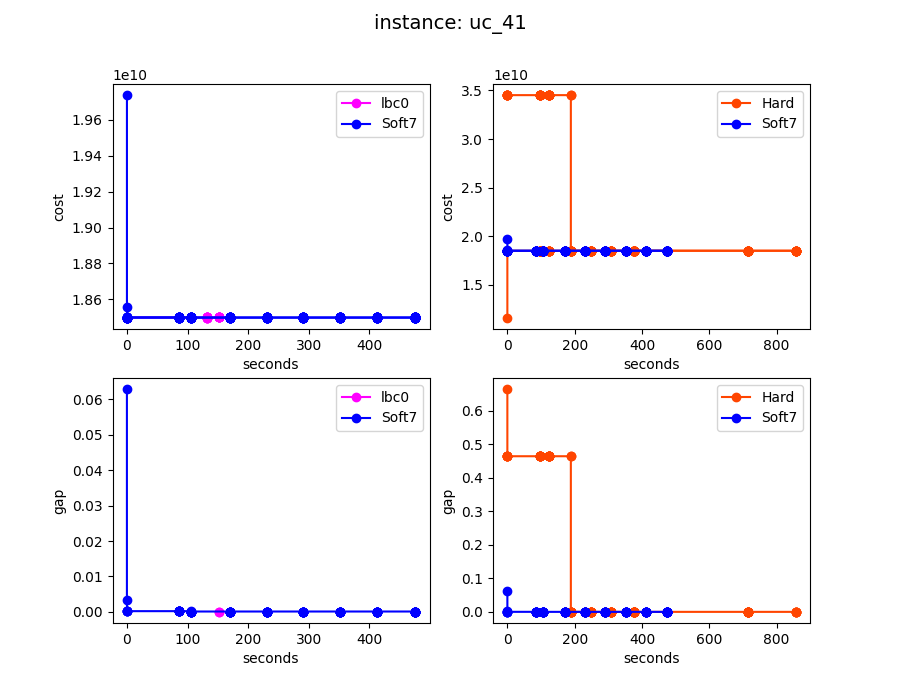 instance: uc_41
1e10
cost
1.96
1.94
1.92
1.90
1.88
1.86
0
100
200
300
400
seconds
lbc0
Soft7
1e10
cost
3.5
3.0
2.5
2.0
1.5
0
200
400
600
800
seconds
Hard
Soft7
gap
0.06
0.05
0.04
0.03
0.02
0.01
0.00
0
100
200
300
400
seconds
lbc0
Soft7
gap
0.6
0.5
0.4
0.3
0.2
0.1
0.0
0
200
400
600
800
seconds
Hard
Soft7